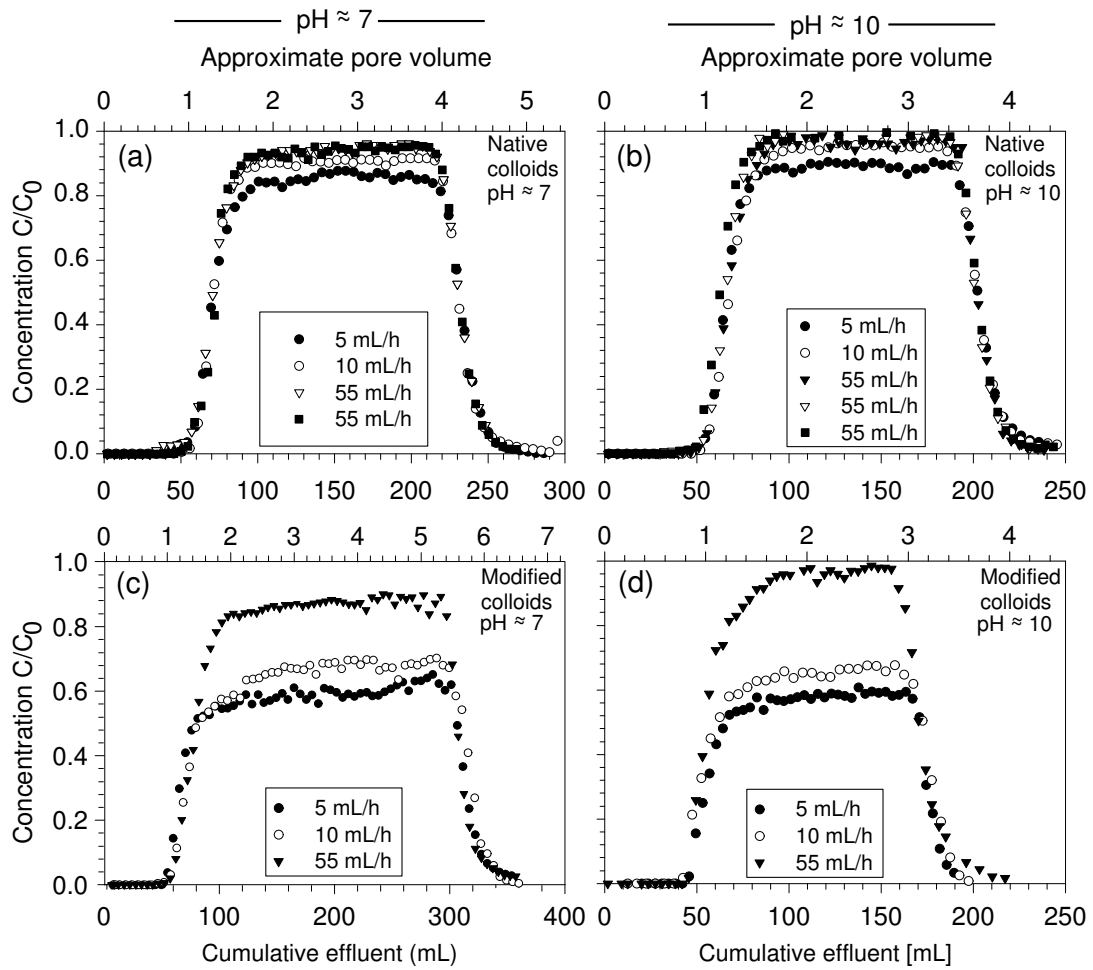 pH ≈ 7
pH ≈ 10
Approximate pore volume
Approximate pore volume
0 1 2 3 4 5
0 1 2 3 4
Concentration C/C0
1.0
0.8
0.6
0.4
0.2
0.0
(a)
Native
colloids
pH ≈ 7
5 mL/h
10 mL/h
55 mL/h
55 mL/h
0 50 100 150 200 250 300
(b)
Native
colloids
pH ≈ 10
5 mL/h
10 mL/h
55 mL/h
55 mL/h
55 mL/h
0 50 100 150 200 250
0 1 2 3 4 5 6 7
0 1 2 3 4
Concentration C/C0
1.0
0.8
0.6
0.4
0.2
0.0
(c)
Modified
colloids
pH ≈ 7
5 mL/h
10 mL/h
55 mL/h
0 100 200 300 400
Cumulative effluent (mL)
(d)
Modified
colloids
pH ≈ 10
5 mL/h
10 mL/h
55 mL/h
0 50 100 150 200 250
Cumulative effluent [mL]